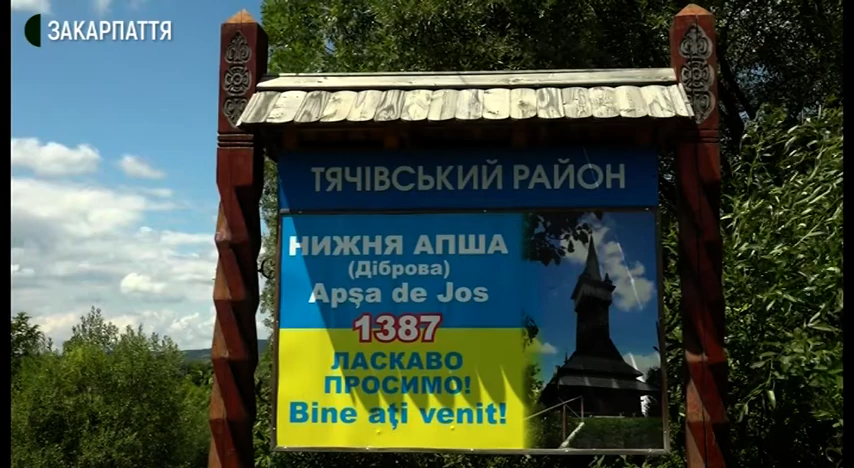 ЗАКАРПАТТЯ
ТЯЧІВСЬКИЙ РАЙОН
НИЖНЯ АПША
(Діброва)
Apşa de Jos
1387
ЛАСКАВО
ПРОСИМО!
Bine aţi venit!